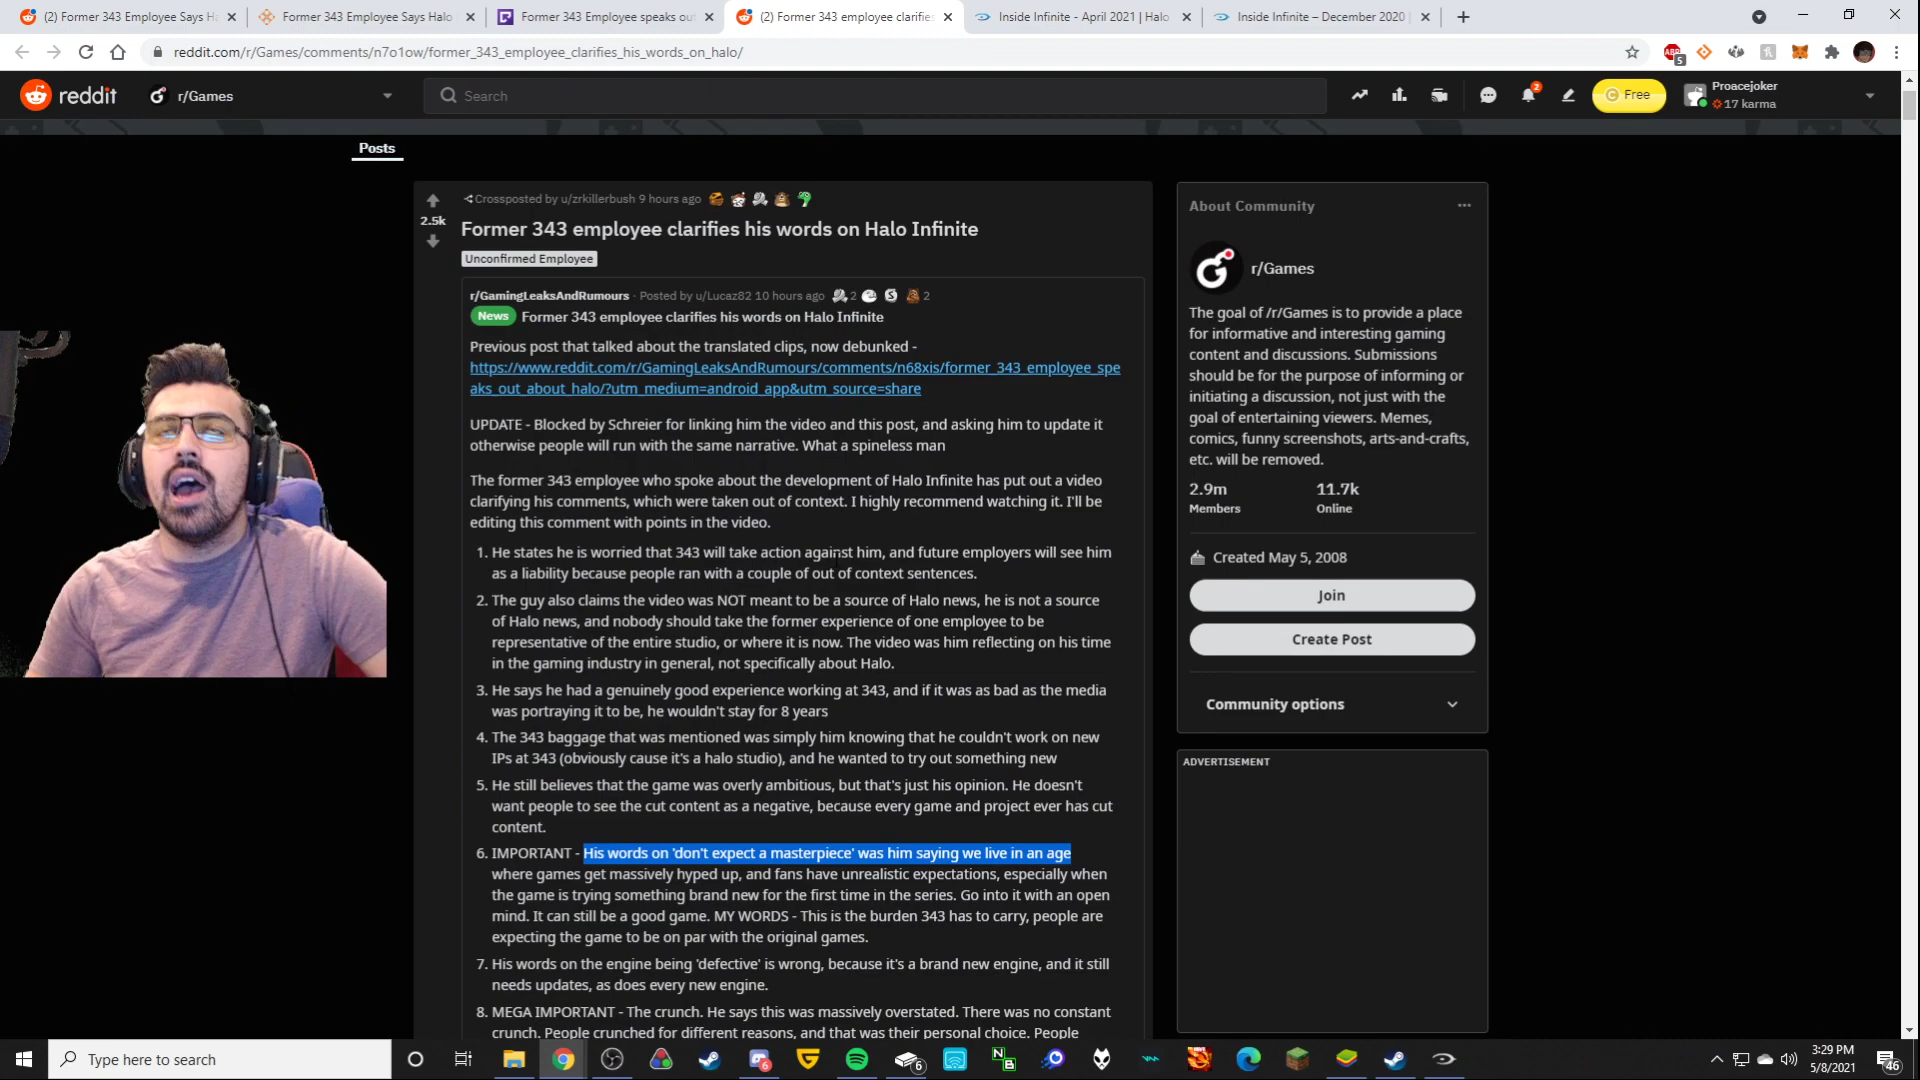 (2) Former 343 Employee Says Ha
Former 343 Employee Says Halo
Former 343 Employee speaks ou
(2) Former 343 employee clarifie
Inside Infinite - April 2021 | Halo
Inside Infinite – December 2020 |
reddit.com/r/Games/comments/n7o1ow/former_343_employee_clarifies_his_words_on_halo/
reddit
r/Games
Search
Free
Proacejoker
17 karma
Posts
2.5k
Crossposted by u/zrkillerbush 9 hours ago
Former 343 employee clarifies his words on Halo Infinite
Unconfirmed Employee
r/GamingLeaksAndRumours · Posted by u/Lucaz82 10 hours ago 2 2
News Former 343 employee clarifies his words on Halo Infinite
Previous post that talked about the translated clips, now debunked -
https://www.reddit.com/r/GamingLeaksAndRumours/comments/n68xis/former_343_employee_spe
aks_out_about_halo/?utm_medium=android_app&utm_source=share
UPDATE - Blocked by Schreier for linking him the video and this post, and asking him to update it
otherwise people will run with the same narrative. What a spineless man
The former 343 employee who spoke about the development of Halo Infinite has put out a video
clarifying his comments, which were taken out of context. I highly recommend watching it. I'll be
editing this comment with points in the video.
1. He states he is worried that 343 will take action against him, and future employers will see him
as a liability because people ran with a couple of out of context sentences.
2. The guy also claims the video was NOT meant to be a source of Halo news, he is not a source
of Halo news, and nobody should take the former experience of one employee to be
representative of the entire studio, or where it is now. The video was him reflecting on his time
in the gaming industry in general, not specifically about Halo.
3. He says he had a genuinely good experience working at 343, and if it was as bad as the media
was portraying it to be, he wouldn't stay for 8 years
4. The 343 baggage that was mentioned was simply him knowing that he couldn't work on new
IPs at 343 (obviously cause it's a halo studio), and he wanted to try out something new
5. He still believes that the game was overly ambitious, but that's just his opinion. He doesn't
want people to see the cut content as a negative, because every game and project ever has cut
content.
6. IMPORTANT - His words on 'don't expect a masterpiece' was him saying we live in an age
where games get massively hyped up, and fans have unrealistic expectations, especially when
the game is trying something brand new for the first time in the series. Go into it with an open
mind. It can still be a good game. MY WORDS - This is the burden 343 has to carry, people are
expecting the game to be on par with the original games.
7. His words on the engine being 'defective' is wrong, because it's a brand new engine, and it still
needs updates, as does every new engine.
8. MEGA IMPORTANT - The crunch. He says this was massively overstated. There was no constant
crunch. People crunched for different reasons, and that was their personal choice. People
About Community
r/Games
The goal of /r/Games is to provide a place
for informative and interesting gaming
content and discussions. Submissions
should be for the purpose of informing or
initiating a discussion, not just with the
goal of entertaining viewers. Memes,
comics, funny screenshots, arts-and-crafts,
etc. will be removed.
2.9m 11.7k
Members Online
Created May 5, 2008
Join
Create Post
Community options
ADVERTISEMENT
Type here to search
3:29 PM
5/8/2021
46